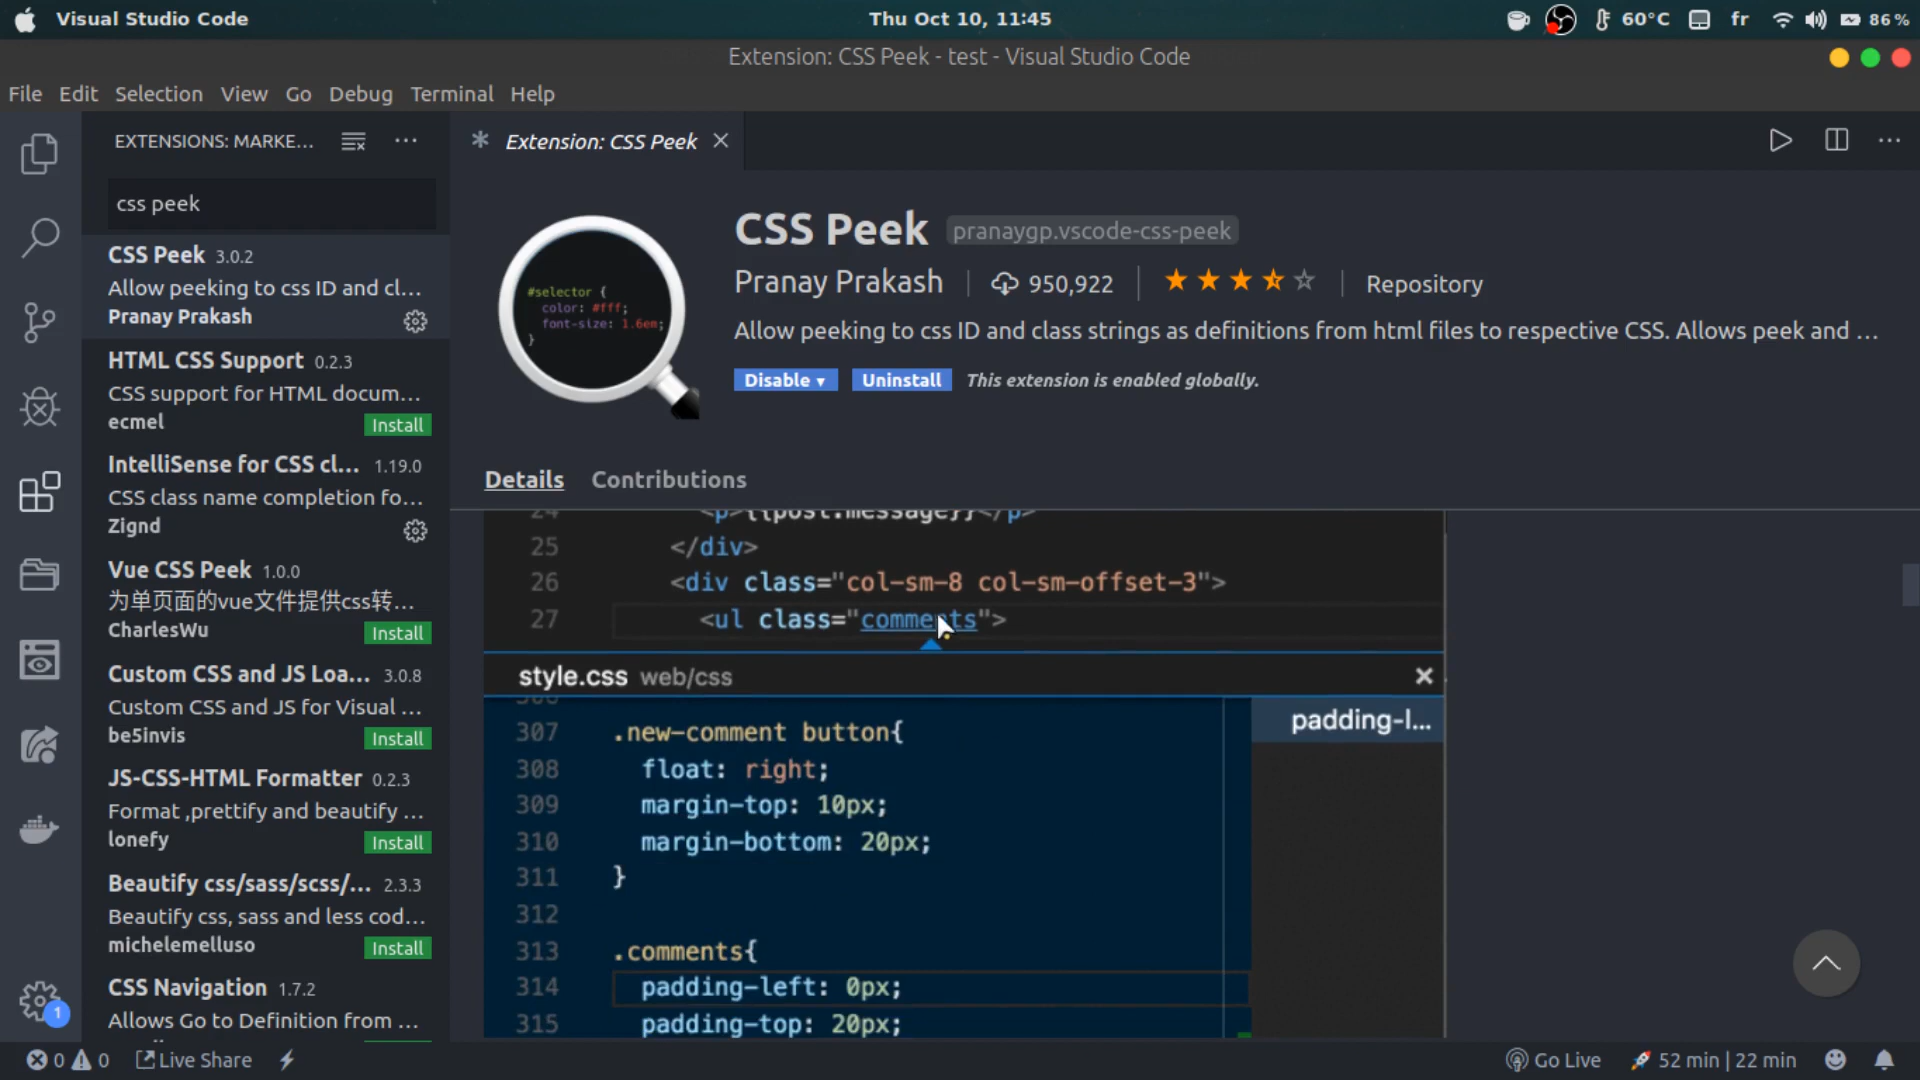 Visual Studio Code
Thu Oct 10, 11:45
60°C
fr
86%
Extension: CSS Peek - test - Visual Studio Code
File Edit Selection View Go Debug Terminal Help
EXTENSIONS: MARKE...
Extension: CSS Peek
css peek
CSS Peek 3.0.2
Allow peeking to css ID and cl...
Pranay Prakash
HTML CSS Support 0.2.3
CSS support for HTML docum...
ecmel
Install
IntelliSense for CSS cl... 1.19.0
CSS class name completion fo...
Zignd
Vue CSS Peek 1.0.0
为单页面的vue文件提供css转...
CharlesWu
Install
Custom CSS and JS Loa... 3.0.8
Custom CSS and JS for Visual ...
be5invis
Install
JS-CSS-HTML Formatter 0.2.3
Format ,prettify and beautify ...
lonefy
Install
Beautify css/sass/scss/... 2.3.3
Beautify css, sass and less cod...
michelemelluso
Install
CSS Navigation 1.7.2
Allows Go to Definition from ...
#selector {
color: #fff;
font-size: 1.6em;
}
CSS Peek pranaygp.vscode-css-peek
Pranay Prakash | 950,922 | Repository
Allow peeking to css ID and class strings as definitions from html files to respective CSS. Allows peek and ...
Disable Uninstall This extension is enabled globally.
Details Contributions
24 <p>{{post.message}}</p>
25 </div>
26 <div class="col-sm-8 col-sm-offset-3">
27 <ul class="comments">
style.css web/css
padding-l...
306
307 .new-comment button{
308 float: right;
309 margin-top: 10px;
310 margin-bottom: 20px;
311 }
312
313 .comments{
314 padding-left: 0px;
315 padding-top: 20px;
1
0 0 Live Share
Go Live
52 min | 22 min